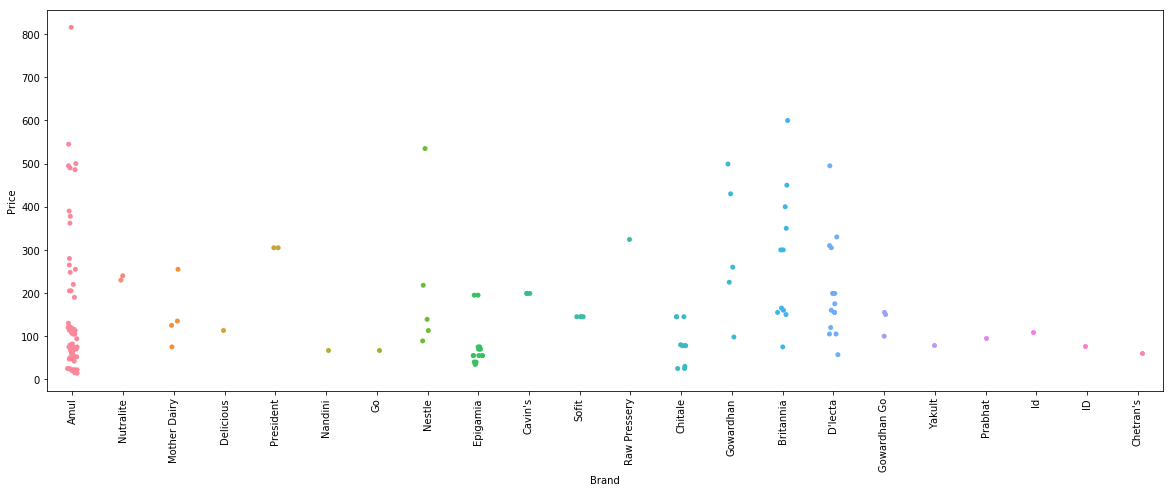 800
700
600
500
400
300
200
100
0
Price
Amul
Nutralite
Mother Dairy
Delicious
President
Nandini
Go
Nestle
Epigamia
Cavin's
Sofit
Raw Pressery
Chitale
Gowardhan
Britannia
D'lecta
Gowardhan Go
Yakult
Prabhat
Id
ID
Chetran's
Brand